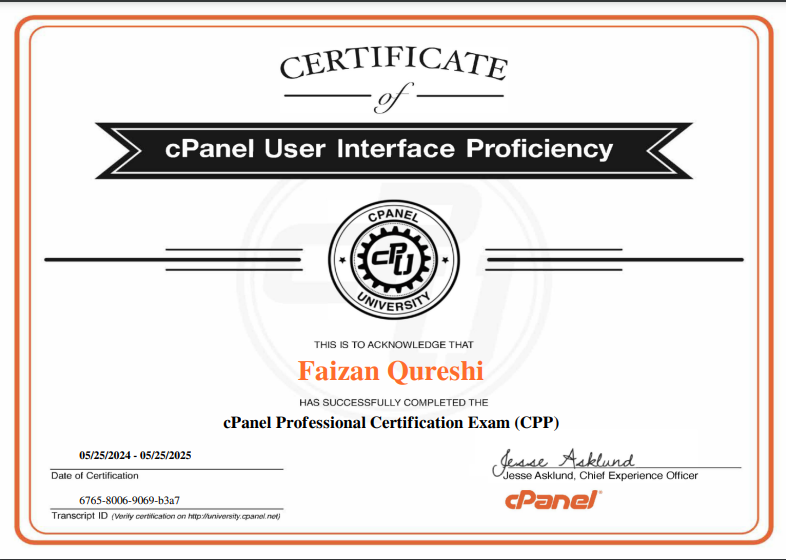 CERTIFICATE
of
cPanel User Interface Proficiency
CPANEL
CPU
UNIVERSITY
THIS IS TO ACKNOWLEDGE THAT
Faizan Qureshi
HAS SUCCESSFULLY COMPLETED THE
cPanel Professional Certification Exam (CPP)
05/25/2024 - 05/25/2025
Date of Certification
6765-8006-9069-b3a7
Transcript ID (Verify certification on http://university.cpanel.net)
Jesse Asklund
Jesse Asklund, Chief Experience Officer
cPanel®